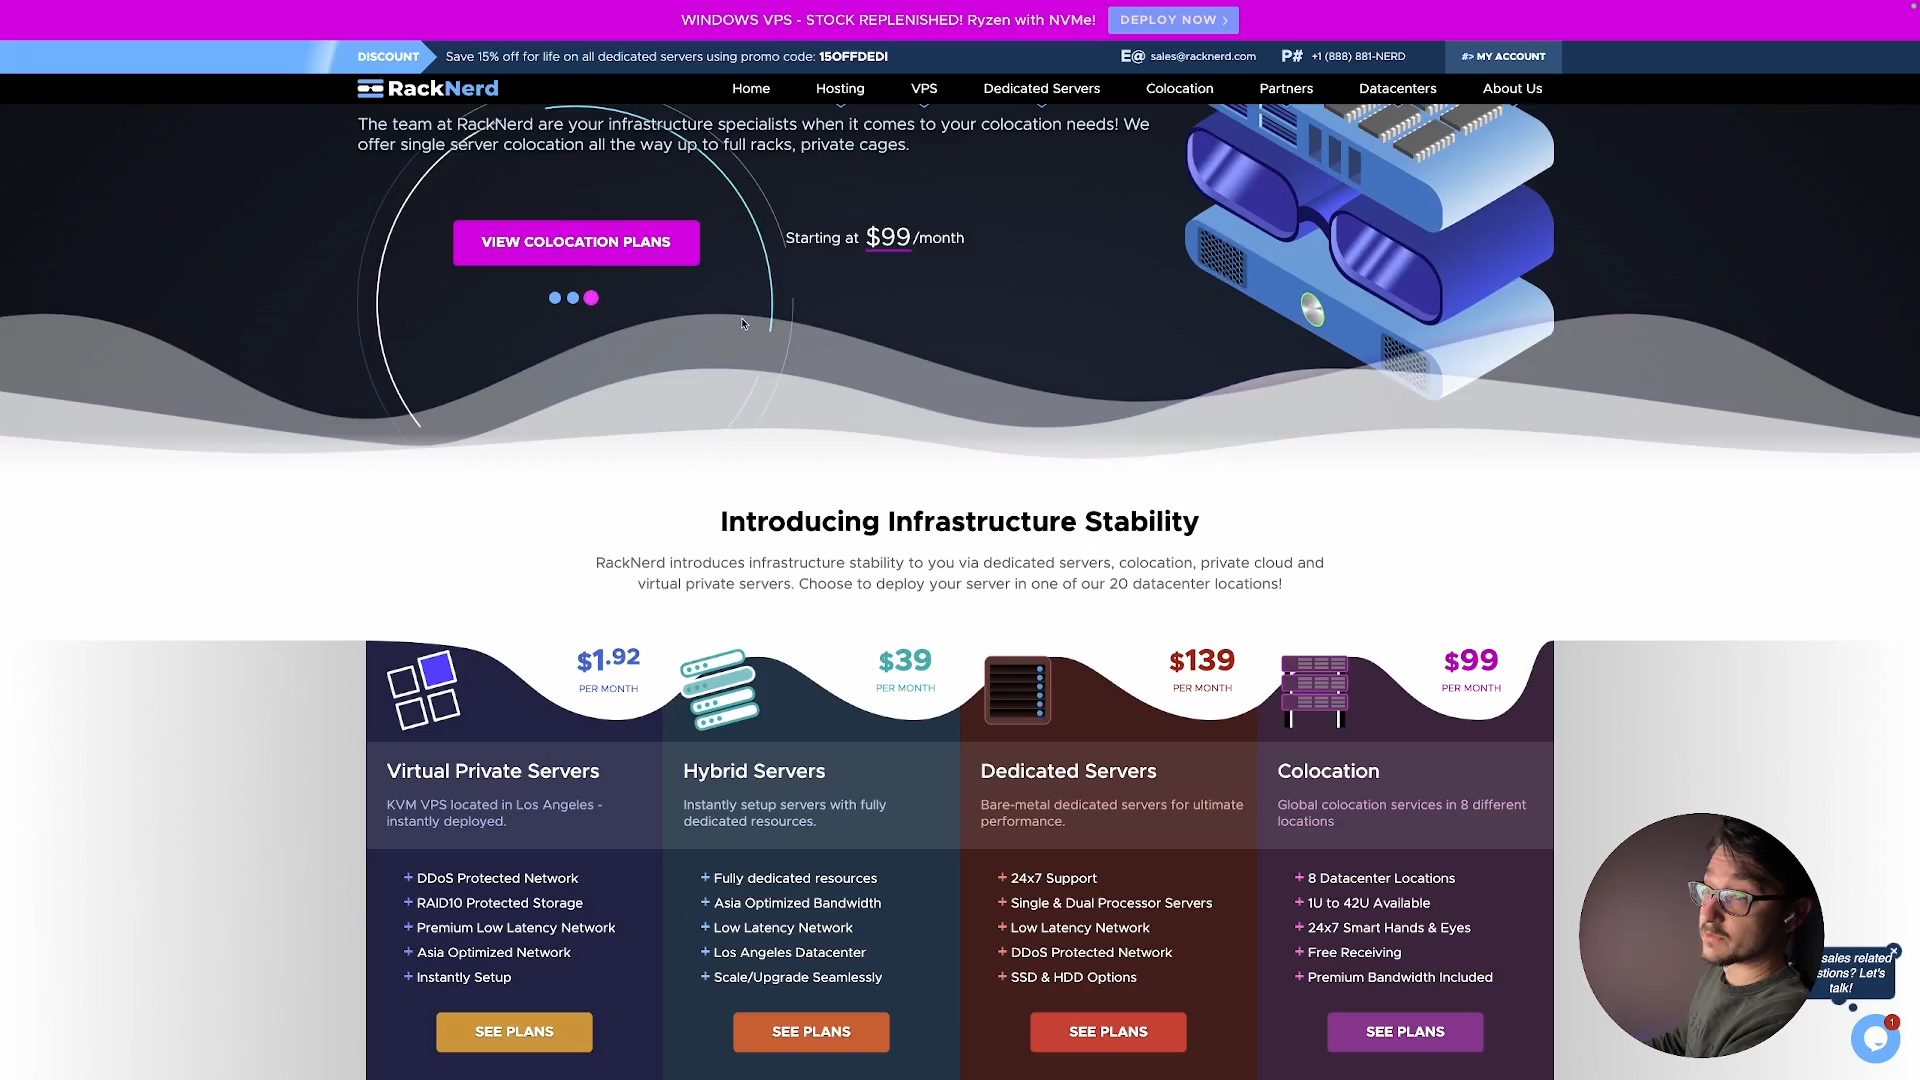 WINDOWS VPS - STOCK REPLENISHED! Ryzen with NVMe!
DEPLOY NOW
DISCOUNT
Save 15% off for life on all dedicated servers using promo code: 15OFFDEDI
E@ sales@racknerd.com
P# +1 (888) 881-NERD
#> MY ACCOUNT
RackNerd
Home
Hosting
VPS
Dedicated Servers
Colocation
Partners
Datacenters
About Us
The team at RackNerd are your infrastructure specialists when it comes to your colocation needs! We
offer single server colocation all the way up to full racks, private cages.
VIEW COLOCATION PLANS
Starting at $99/month
Introducing Infrastructure Stability
RackNerd introduces infrastructure stability to you via dedicated servers, colocation, private cloud and
virtual private servers. Choose to deploy your server in one of our 20 datacenter locations!
$1.92
PER MONTH
Virtual Private Servers
KVM VPS located in Los Angeles -
instantly deployed.
+ DDoS Protected Network
+ RAID10 Protected Storage
+ Premium Low Latency Network
+ Asia Optimized Network
+ Instantly Setup
SEE PLANS
$39
PER MONTH
Hybrid Servers
Instantly setup servers with fully
dedicated resources.
+ Fully dedicated resources
+ Asia Optimized Bandwidth
+ Low Latency Network
+ Los Angeles Datacenter
+ Scale/Upgrade Seamlessly
SEE PLANS
$139
PER MONTH
Dedicated Servers
Bare-metal dedicated servers for ultimate
performance.
+ 24x7 Support
+ Single & Dual Processor Servers
+ Low Latency Network
+ DDoS Protected Network
+ SSD & HDD Options
SEE PLANS
$99
PER MONTH
Colocation
Global colocation services in 8 different
locations
+ 8 Datacenter Locations
+ 1U to 42U Available
+ 24x7 Smart Hands & Eyes
+ Free Receiving
+ Premium Bandwidth Included
SEE PLANS
sales related
stions? Let's
talk!
1